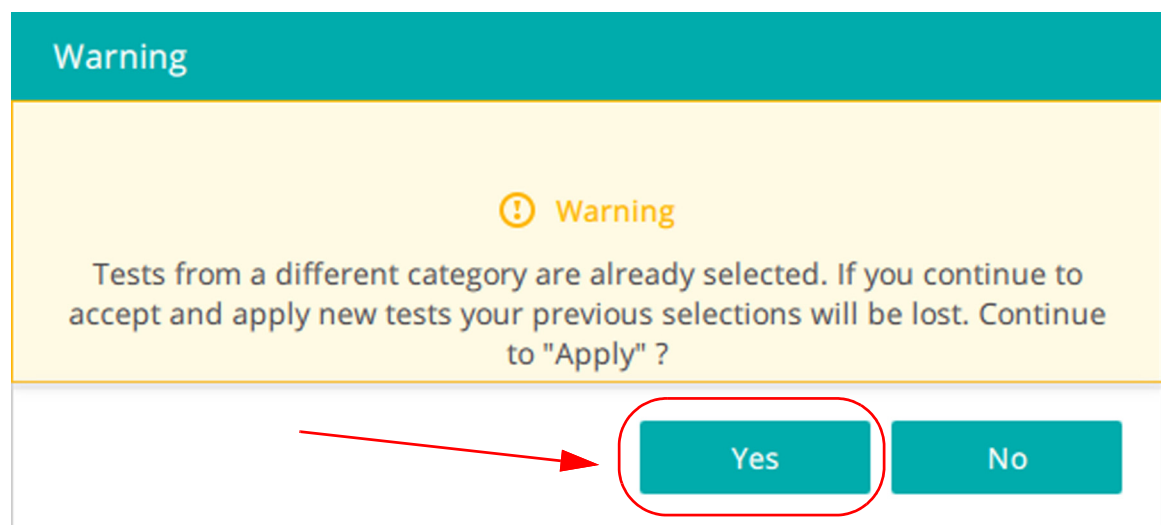 Warning
Warning
Tests from a different category are already selected. If you continue to
accept and apply new tests your previous selections will be lost. Continue
to "Apply" ?
Yes No